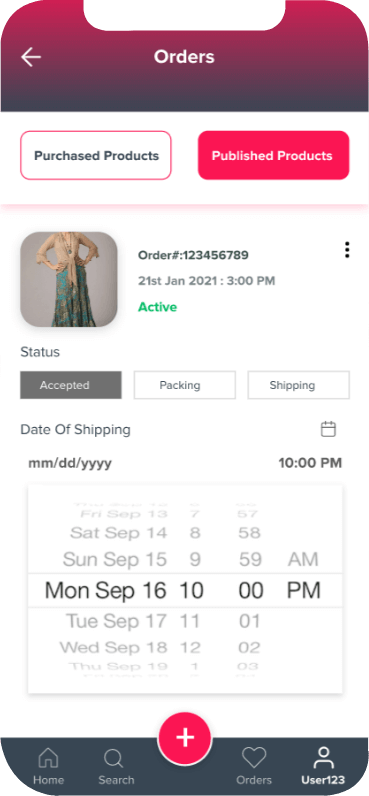 Orders
Purchased Products
Published Products
Order#:123456789
21st Jan 2021 : 3:00 PM
Active
Status
Accepted
Packing
Shipping
Date Of Shipping
mm/dd/yyyy
10:00 PM
Fri Sep 13 7 57
Sat Sep 14 8 58
Sun Sep 15 9 59 AM
Mon Sep 16 10 00 PM
Tue Sep 17 11 01
Wed Sep 18 12 02
Thu Sep 19 1 03
+
Home
Search
Orders
User123